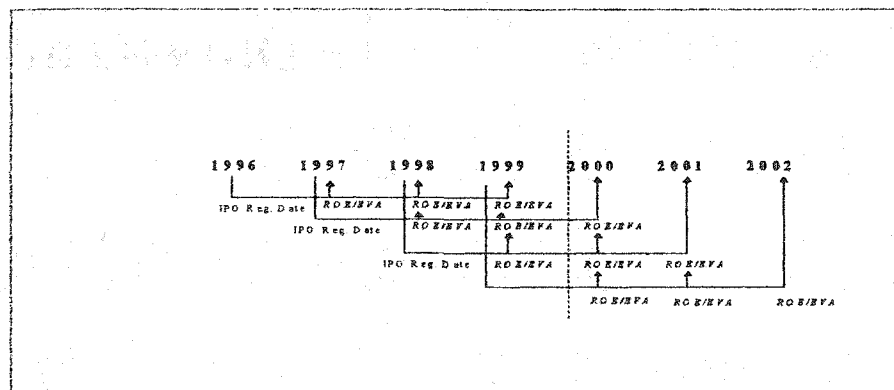 1996 1997 1998 1999 2000 2001 2002
IPO Reg. Date ROE/EVA ROE/EVA ROE/EVA
IPO Reg. Date ROE/EVA ROE/EVA ROE/EVA
IPO Reg. Date ROE/EVA ROE/EVA ROE/EVA
ROE/EVA ROE/EVA ROE/EVA